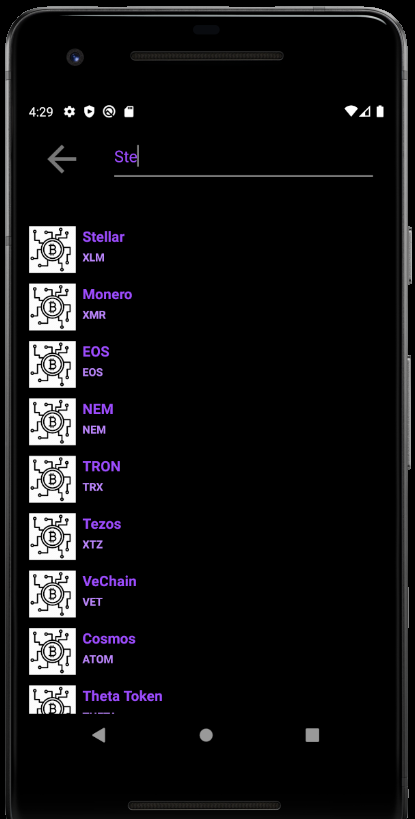 4:29
Ste
Stellar
XLM
Monero
XMR
EOS
EOS
NEM
NEM
TRON
TRX
Tezos
XTZ
VeChain
VET
Cosmos
ATOM
Theta Token